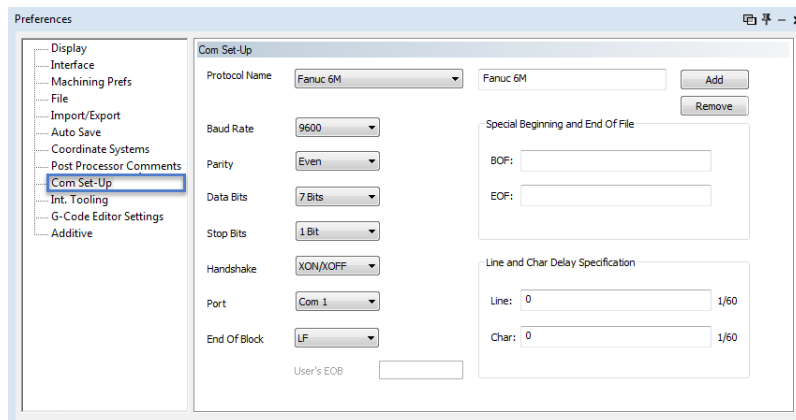 Preferences
Display
Interface
Machining Prefs
File
Import/Export
Auto Save
Coordinate Systems
Post Processor Comments
Com Set-Up
Int. Tooling
G-Code Editor Settings
Additive
Com Set-Up
Protocol Name Fanuc 6M Fanuc 6M Add
Remove
Baud Rate 9600
Parity Even
Data Bits 7 Bits
Stop Bits 1 Bit
Handshake XON/XOFF
Port Com 1
End Of Block LF
User's EOB
Special Beginning and End Of File
BOF:
EOF:
Line and Char Delay Specification
Line: 0 1/60
Char: 0 1/60